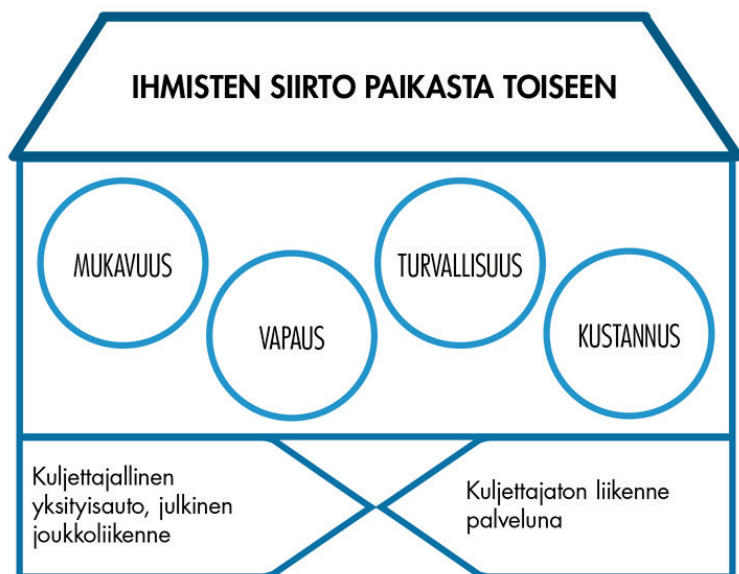 IHMISTEN SIIRTO PAIKASTA TOISEEN
MUKAVUUS
VAPAUS
TURVALLISUUS
KUSTANNUS
Kuljettajallinen
yksityisauto, julkinen
joukkoliikenne
Kuljettajaton liikenne
palveluna